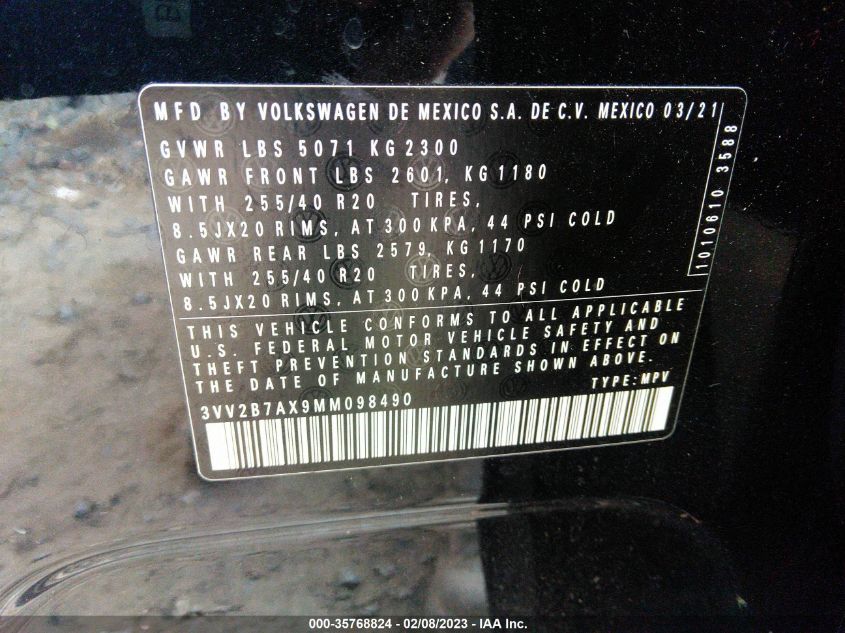 MFD BY VOLKSWAGEN DE MEXICO S.A. DE C.V. MEXICO 03/21
GVWR LBS 5071 KG 2300
GAWR FRONT LBS 2601, KG 1180
WITH 255/40 R20 TIRES,
8.5JX20 RIMS, AT 300 KPA, 44 PSI COLD
GAWR REAR LBS 2579, KG 1170
WITH 255/40 R20 TIRES,
8.5JX20 RIMS, AT 300 KPA, 44 PSI COLD
1010610 3588
THIS VEHICLE CONFORMS TO ALL APPLICABLE
U.S. FEDERAL MOTOR VEHICLE SAFETY AND
THEFT PREVENTION STANDARDS IN EFFECT ON
THE DATE OF MANUFACTURE SHOWN ABOVE.
TYPE: MPV
3VV2B7AX9MM098490
000-35768824 - 02/08/2023 - IAA Inc.